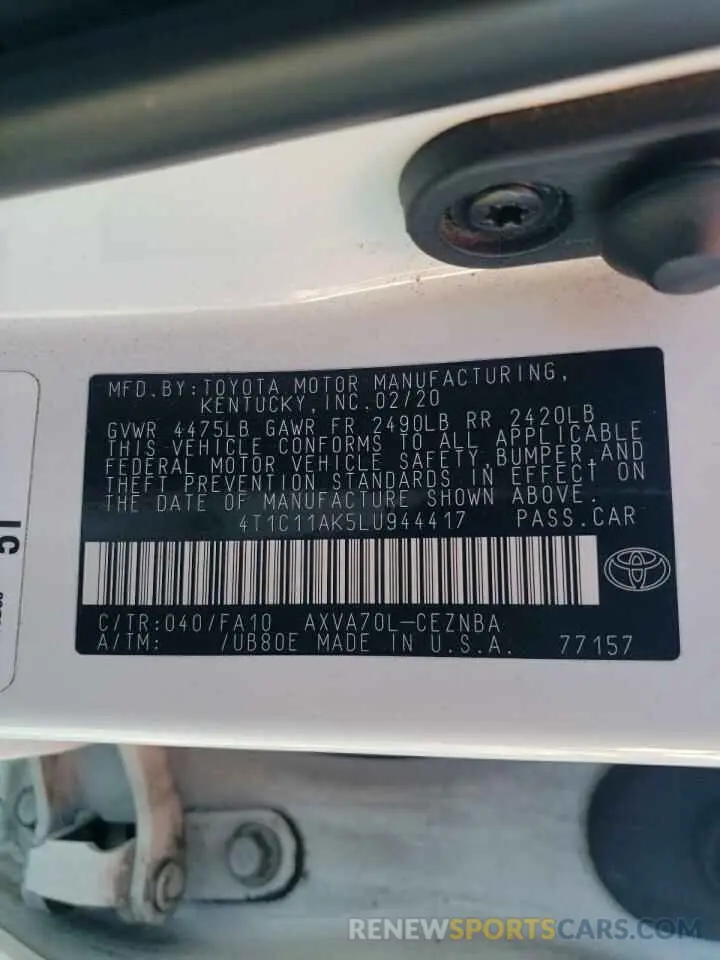 MFD. BY: TOYOTA MOTOR MANUFACTURING,
KENTUCKY, INC. 02/20
GVWR 4475LB GAWR FR 2490LB RR 2420LB
THIS VEHICLE CONFORMS TO ALL APPLICABLE
FEDERAL MOTOR VEHICLE SAFETY, BUMPER AND
THEFT PREVENTION STANDARDS IN EFFECT ON
THE DATE OF MANUFACTURE SHOWN ABOVE.
4T1C11AK5LU944417 PASS. CAR
C/TR: 040/FA10 AXVA70L-CEZNBA
A/TM: /UB80E MADE IN U.S.A. 77157
RENEWSPORTSCARS.COM